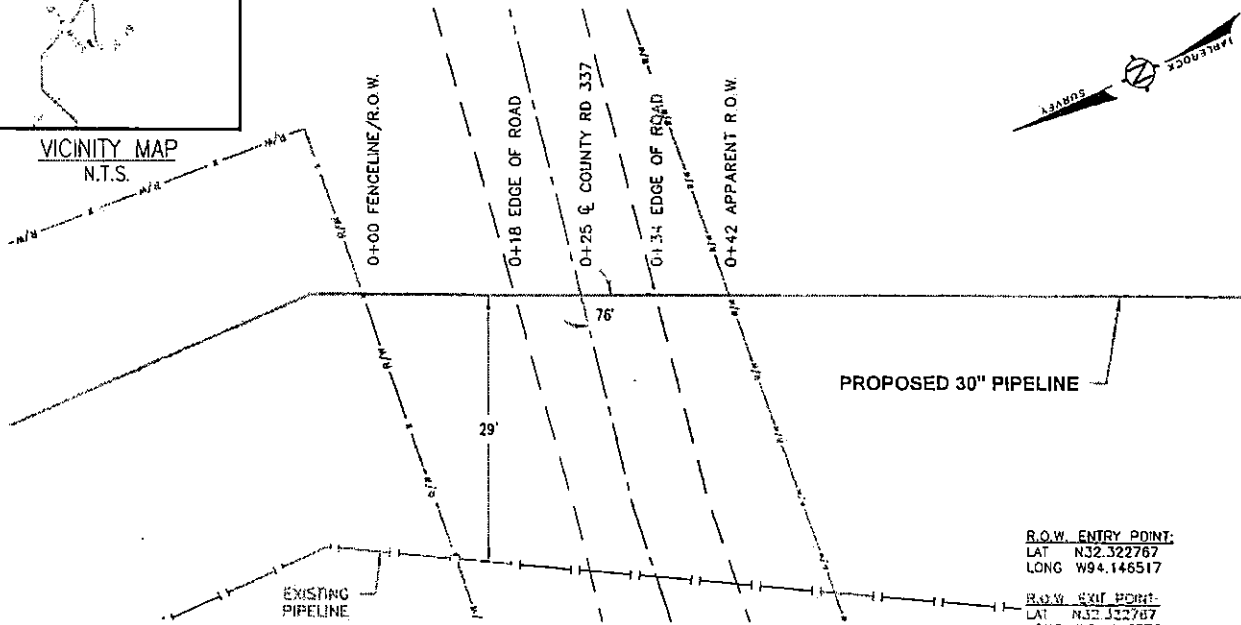 VICINITY MAP
N.T.S.
TABLEROCK
N
SURVEY
0+00 FENCELINE/R.O.W.
0+18 EDGE OF ROAD
0+25 ℄ COUNTY RD 337
0+34 EDGE OF ROAD
0+42 APPARENT R.O.W.
R/W
R/W
R/W
R/W
R/W
R/W
R/W
R/W
R/W
R/W
R/W
R/W
R/W
R/W
76'
29'
PROPOSED 30" PIPELINE
EXISTING
PIPELINE
R.O.W. ENTRY POINT:
LAT N32.322767
LONG W94.146517
R.O.W. EXIT POINT:
LAT N32.322767